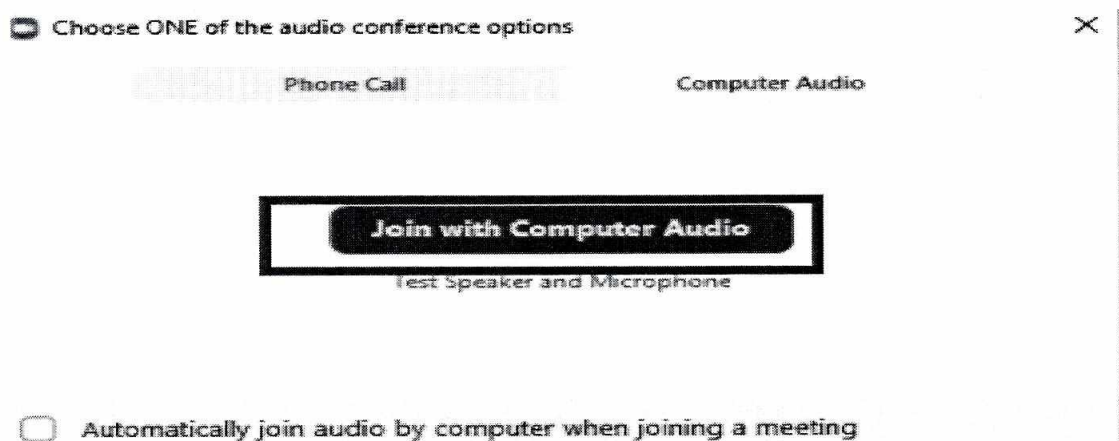 Choose ONE of the audio conference options
Phone Call Computer Audio
Join with Computer Audio
Test Speaker and Microphone
Automatically join audio by computer when joining a meeting